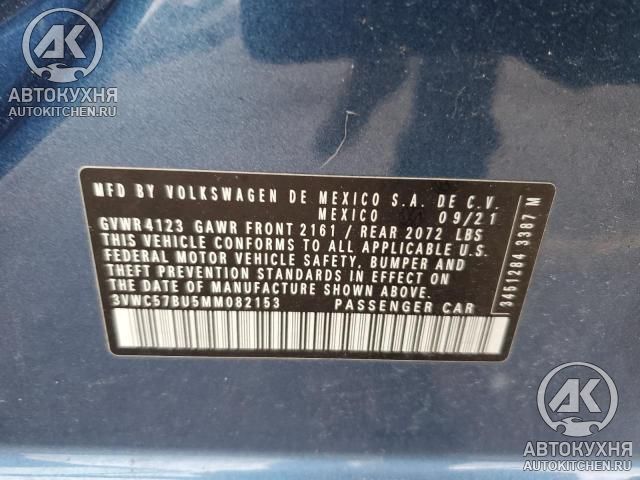 АК
АВТОКУХНЯ
AUTOKITCHEN.RU
MFD BY VOLKSWAGEN DE MEXICO S.A. DE C.V.
MEXICO 09/21
GVWR 4123 GAWR FRONT 2161 / REAR 2072 LBS
THIS VEHICLE CONFORMS TO ALL APPLICABLE U.S.
FEDERAL MOTOR VEHICLE SAFETY, BUMPER AND
THEFT PREVENTION STANDARDS IN EFFECT ON
THE DATE OF MANUFACTURE SHOWN ABOVE.
3VWC57BU5MM082153 PASSENGER CAR
3451284 3387 M
АК
АВТОКУХНЯ
AUTOKITCHEN.RU